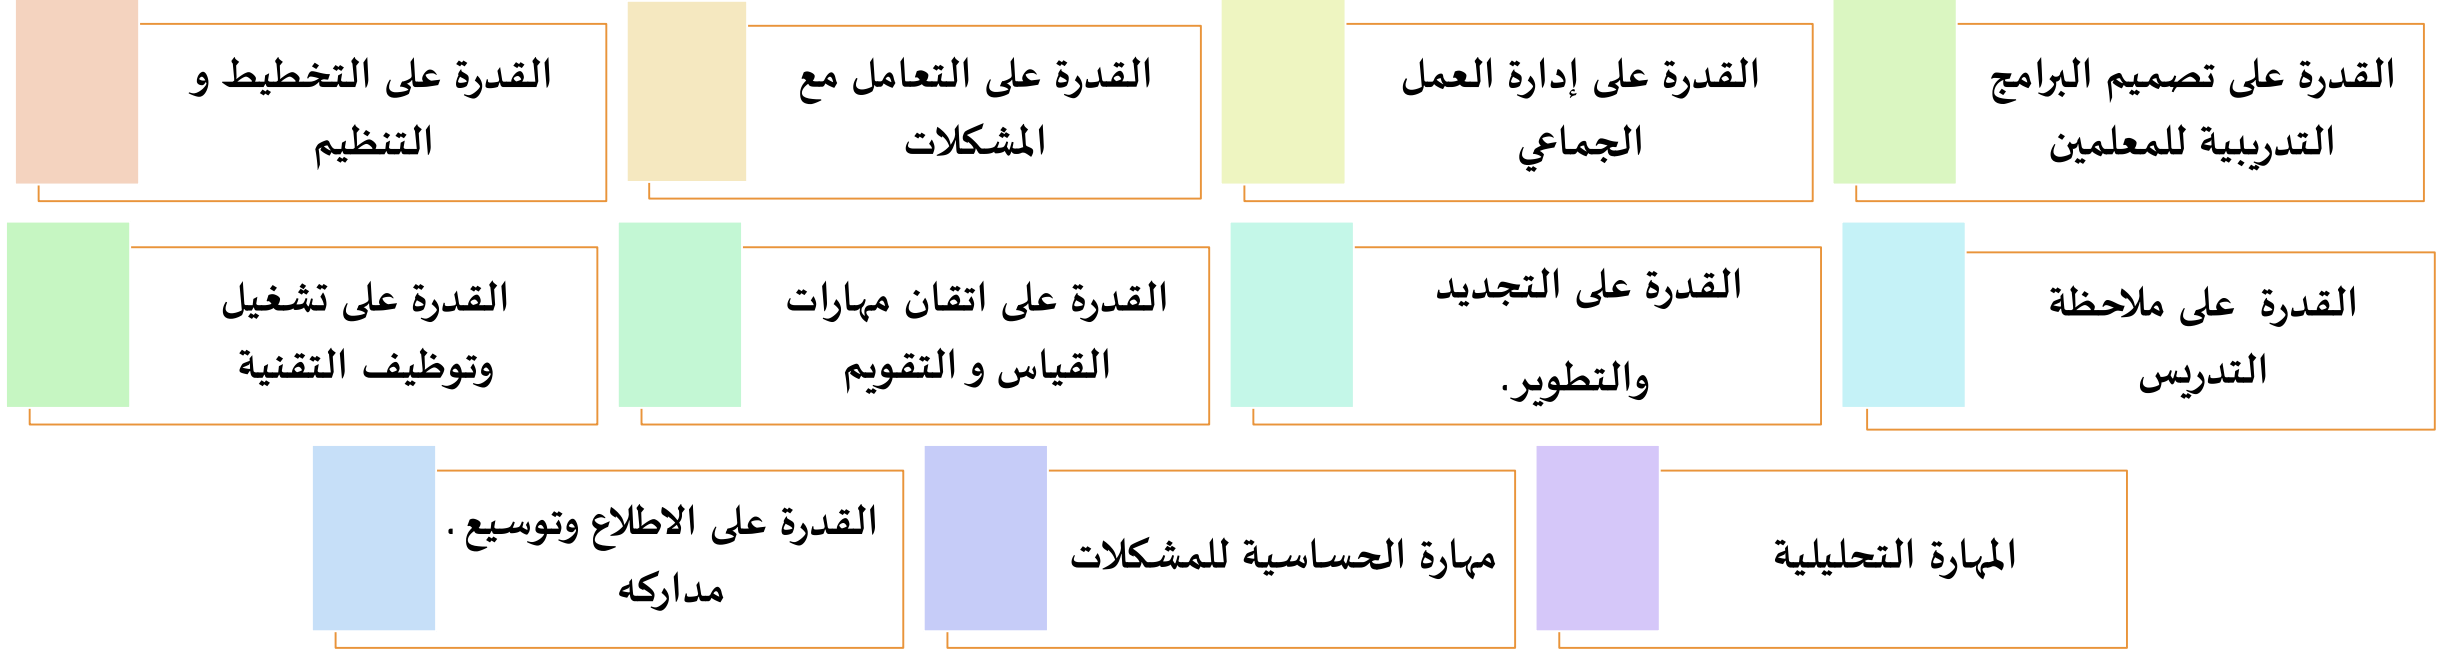 القدرة على تصميم البرامج
التدريبية للمعلمين
القدرة على إدارة العمل
الجماعي
القدرة على التعامل مع
المشكلات
القدرة على التخطيط و
التنظيم
القدرة على ملاحظة
التدريس
القدرة على التجديد
والتطوير.
القدرة على اتقان مهارات
القياس و التقويم
القدرة على تشغيل
وتوظيف التقنية
المهارة التحليلية
مهارة الحساسية للمشكلات
القدرة على الاطلاع وتوسيع .
مداركه